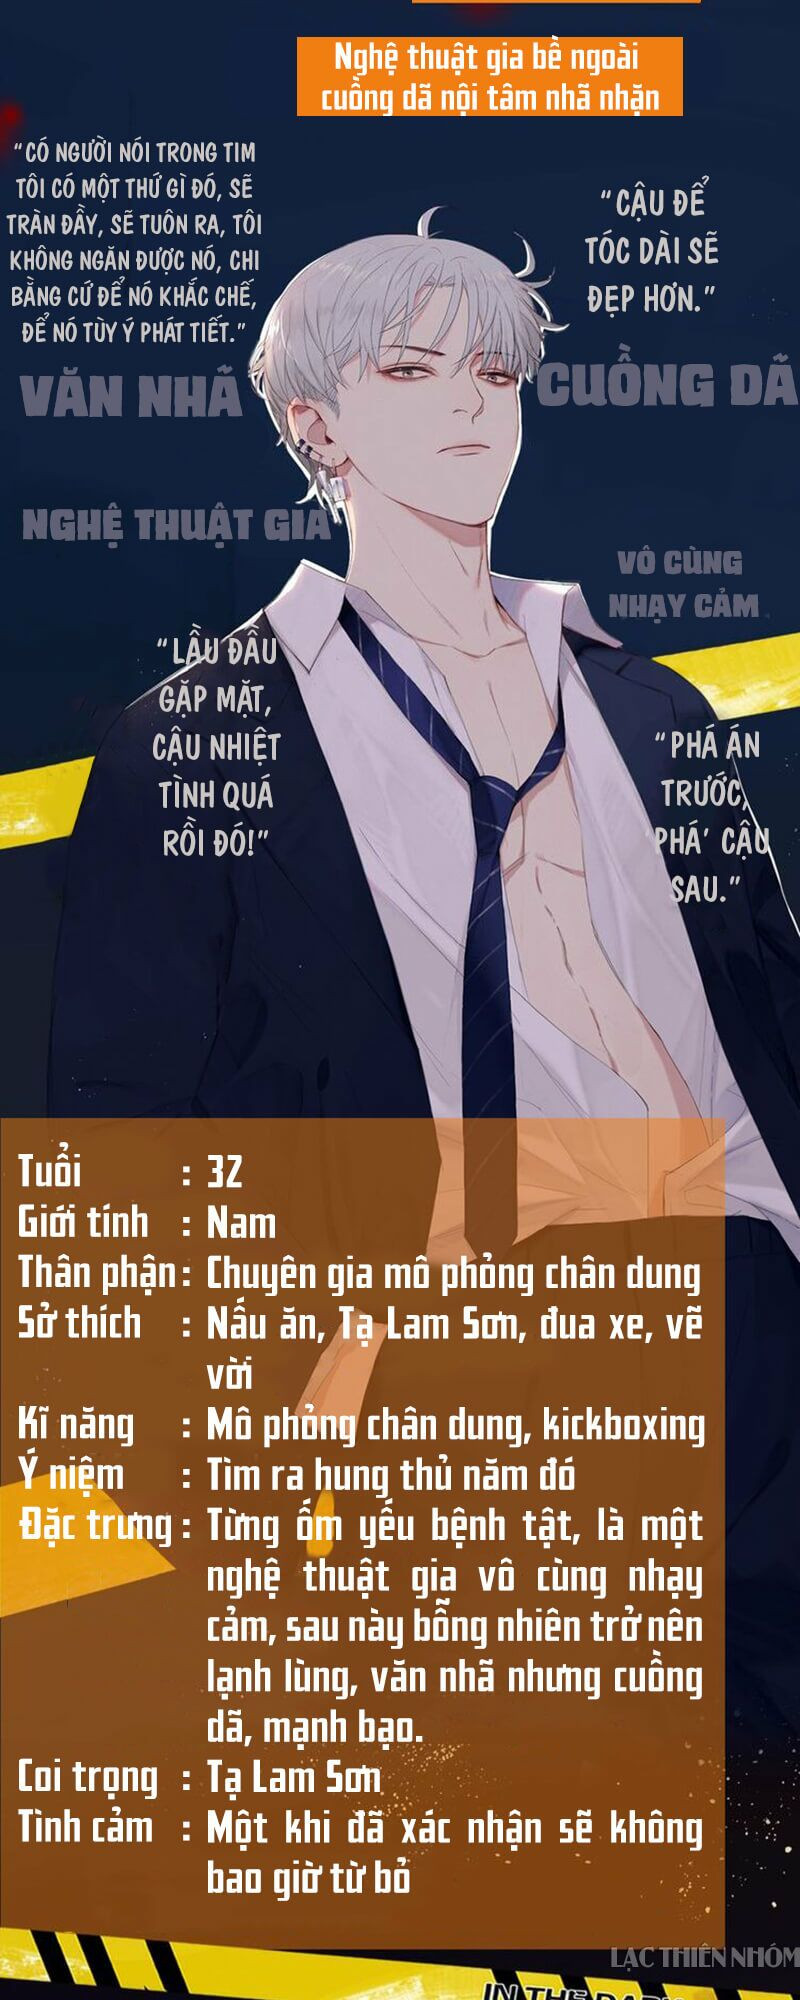 Nghệ thuật gia bề ngoài
cuồng dã nội tâm nhã nhặn
“CÓ NGƯỜI NÓI TRONG TIM
TÔI CÓ MỘT THỨ GÌ ĐÓ, SẼ
TRÀN ĐẦY, SẼ TUÔN RA, TÔI
KHÔNG NGĂN ĐƯỢC NÓ, CHI
BẰNG CỨ ĐỂ NÓ KHẮC CHẾ,
ĐỂ NÓ TÙY Ý PHÁT TIẾT.”
“CẬU ĐỂ
TÓC DÀI SẼ
ĐẸP HƠN.”
VĂN NHÃ
CUỒNG DÃ
NGHỆ THUẬT GIA
VÔ CÙNG
NHẠY CẢM
“LẦU ĐẦU
GẶP MẶT,
CẬU NHIỆT
TÌNH QUÁ
RỒI ĐÓ!”
“PHÁ ÁN
TRƯỚC,
‘PHÁ’ CẬU
SAU.”
Tuổi : 32
Giới tính : Nam
Thân phận : Chuyên gia mô phỏng chân dung
Sở thích : Nấu ăn, Tạ Lam Sơn, đua xe, vẽ
vời
Kĩ năng : Mô phỏng chân dung, kickboxing
Ý niệm : Tìm ra hung thủ năm đó
Đặc trưng : Từng ốm yếu bệnh tật, là một
nghệ thuật gia vô cùng nhạy
cảm, sau này bỗng nhiên trở nên
lạnh lùng, văn nhã nhưng cuồng
dã, mạnh bạo.
Coi trọng : Tạ Lam Sơn
Tình cảm : Một khi đã xác nhận sẽ không
bao giờ từ bỏ
LẠC THIÊN NHÓM
IN THE DARK